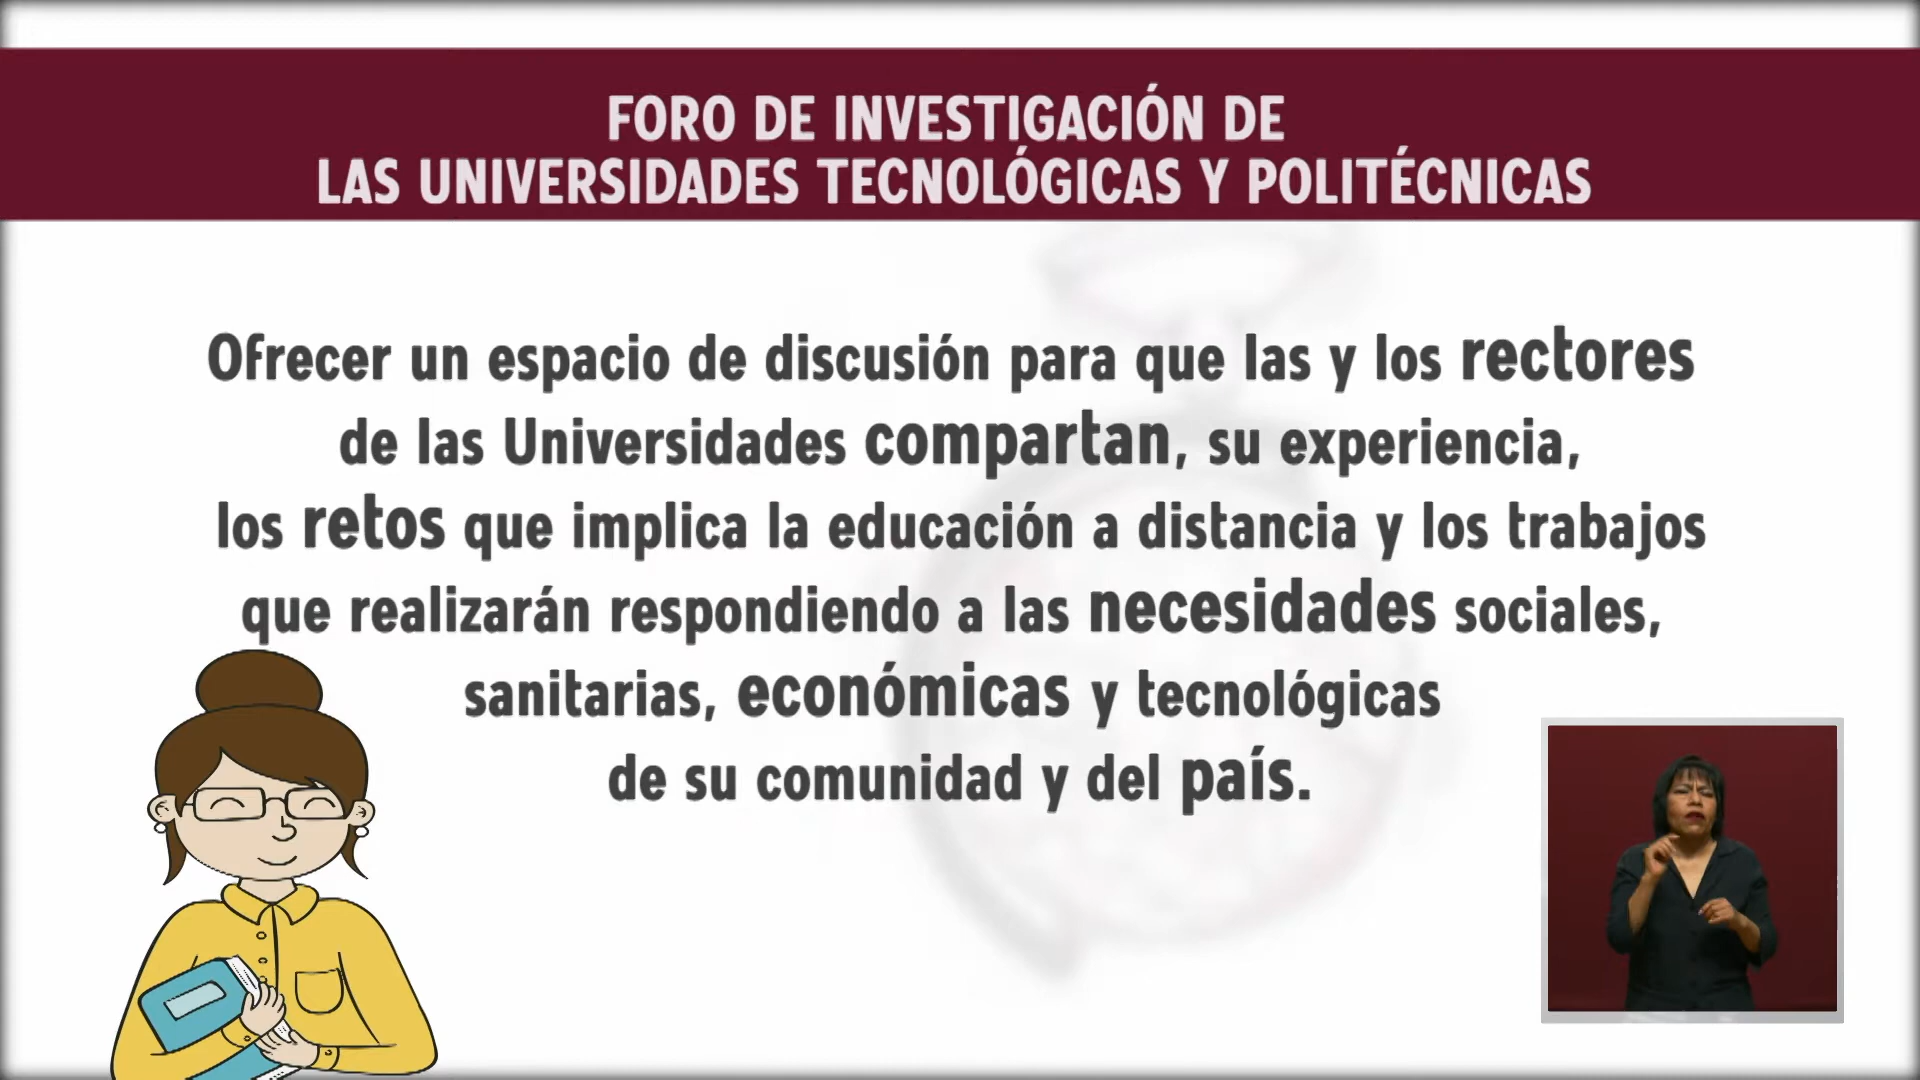 FORO DE INVESTIGACIÓN DE
LAS UNIVERSIDADES TECNOLÓGICAS Y POLITÉCNICAS
Ofrecer un espacio de discusión para que las y los rectores
de las Universidades compartan, su experiencia,
los retos que implica la educación a distancia y los trabajos
que realizarán respondiendo a las necesidades sociales,
sanitarias, económicas y tecnológicas
de su comunidad y del país.